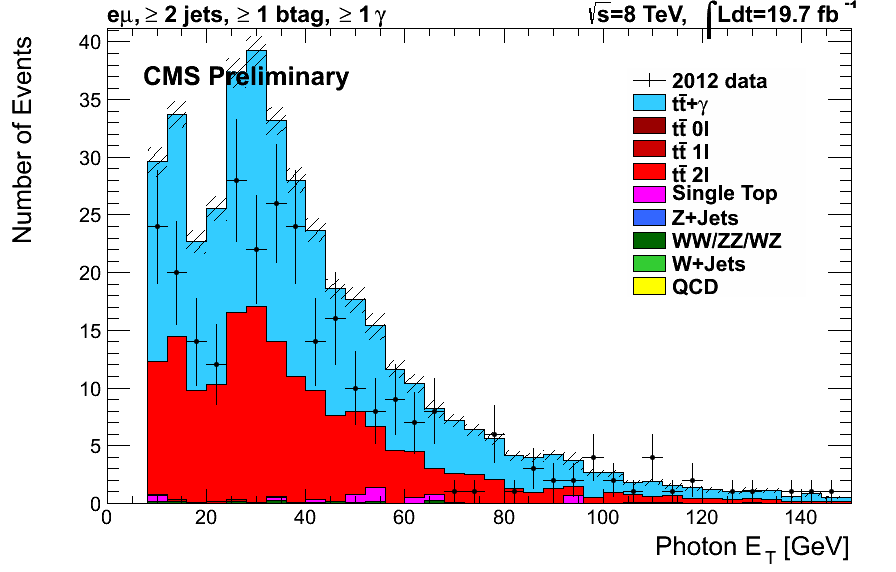 eμ, ≥ 2 jets, ≥ 1 btag, ≥ 1 γ
√s=8 TeV, ∫Ldt=19.7 fb⁻¹
CMS Preliminary
2012 data
tt̄+γ
tt̄ 0l
tt̄ 1l
tt̄ 2l
Single Top
Z+Jets
WW/ZZ/WZ
W+Jets
QCD
Number of Events
40
35
30
25
20
15
10
5
0
0 20 40 60 80 100 120 140
Photon E_T [GeV]